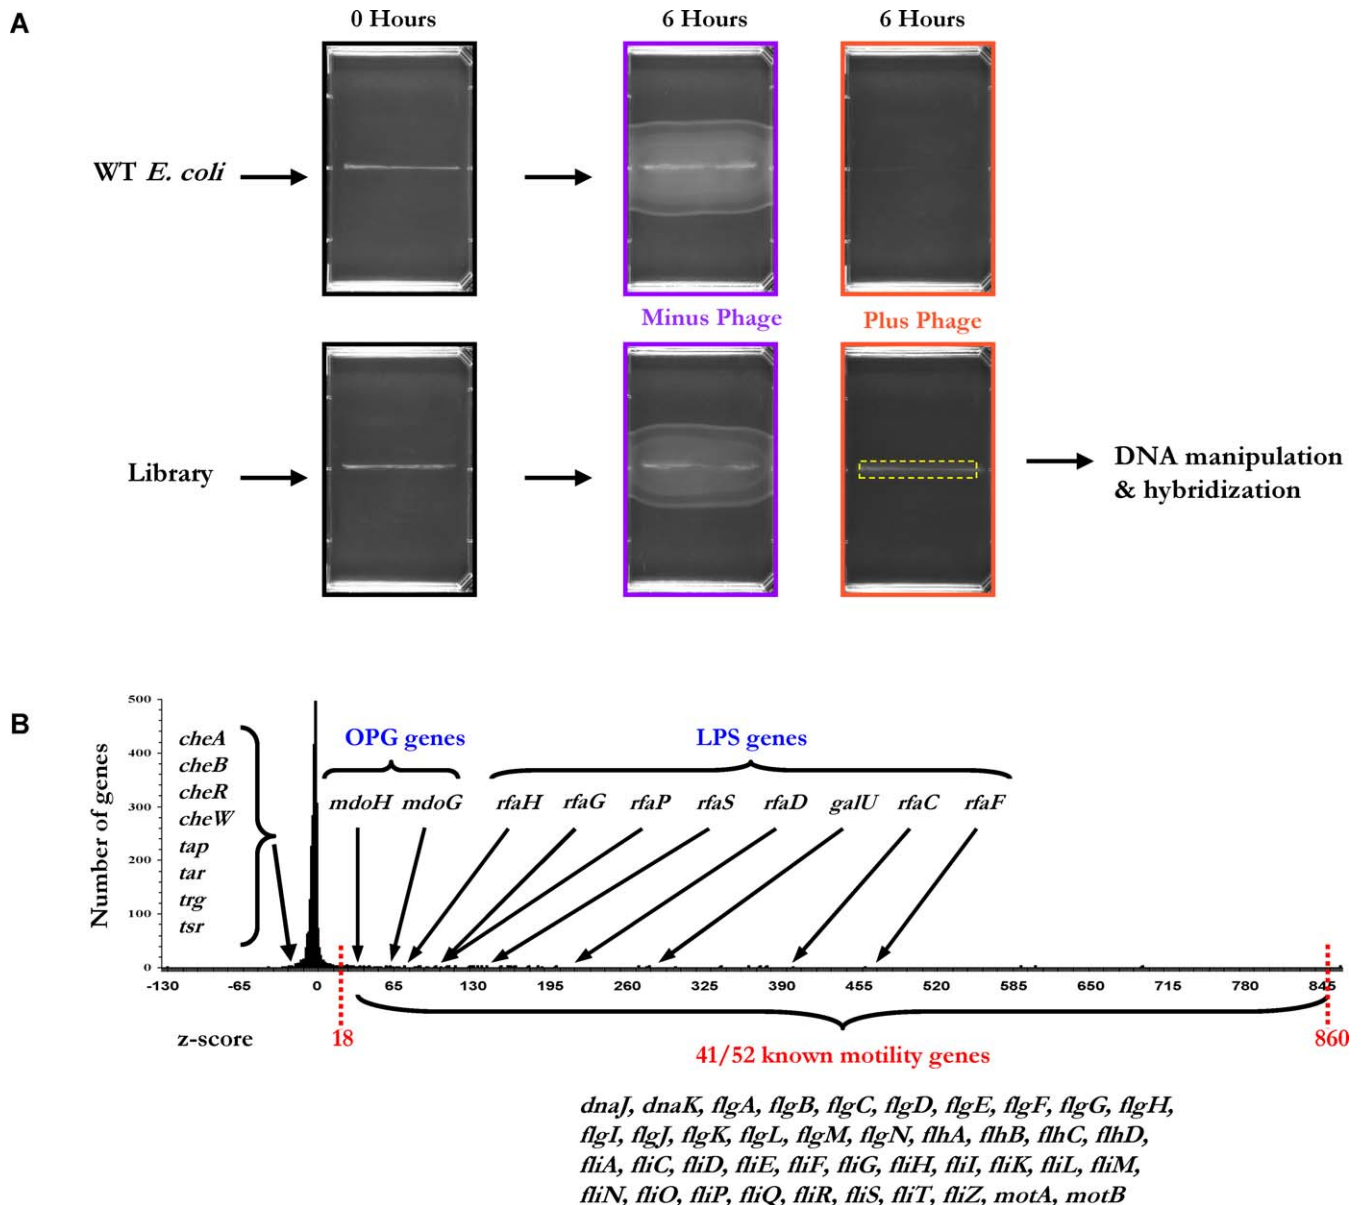 A
0 Hours
6 Hours
6 Hours
WT E. coli
Minus Phage
Plus Phage
Library
DNA manipulation
& hybridization
B
Number of genes
500
400
300
200
100
0
cheA
cheB
cheR
cheW
tap
tar
trg
tsr
OPG genes
LPS genes
mdoH mdoG rfaH rfaG rfaP rfaS rfaD galU rfaC rfaF
-130 -65 0 65 130 195 260 325 390 455 520 585 650 715 780 845
z-score
18
860
41/52 known motility genes
dnaJ, dnaK, flgA, flgB, flgC, flgD, flgE, flgF, flgG, flgH,
flgI, flgJ, flgK, flgL, flgM, flgN, flhA, flhB, flhC, flhD,
fliA, fliC, fliD, fliE, fliF, fliG, fliH, fliI, fliK, fliL, fliM,
fliN, fliO, fliP, fliQ, fliR, fliS, fliT, fliZ, motA, motB